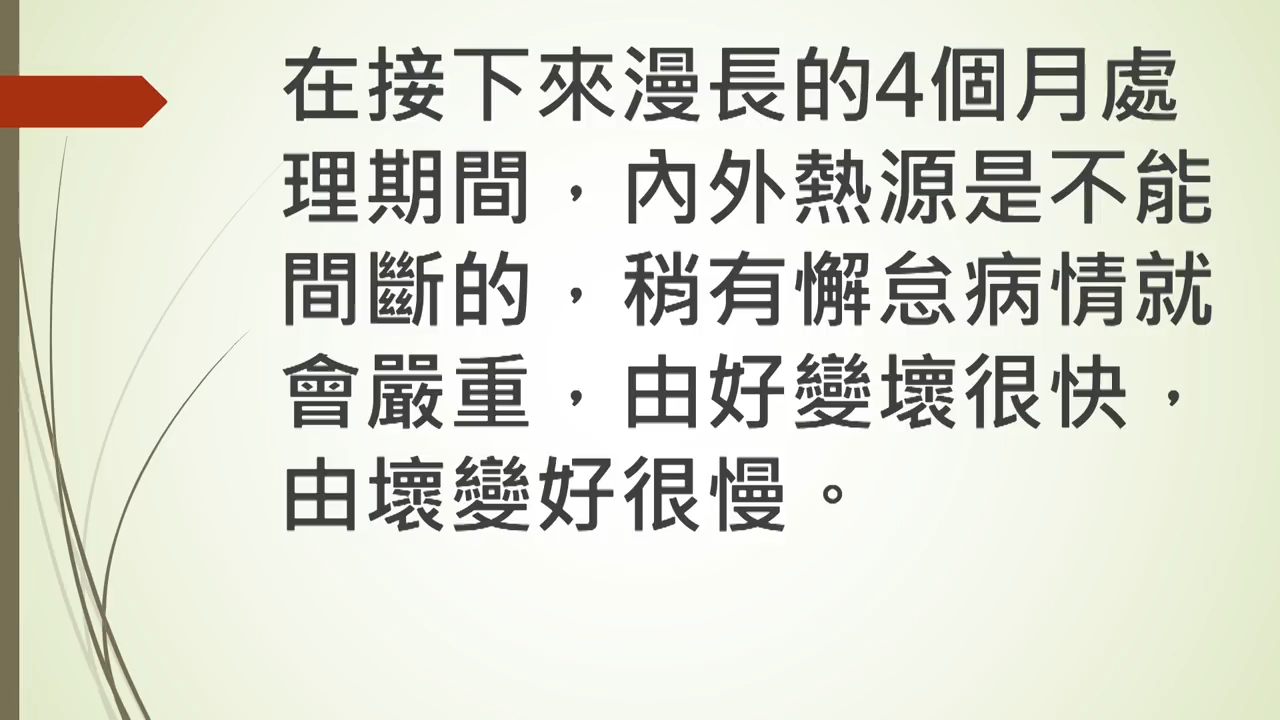 在接下來漫長的4個月處
理期間，內外熱源是不能
間斷的，稍有懈怠病情就
會嚴重，由好變壞很快，
由壞變好很慢。